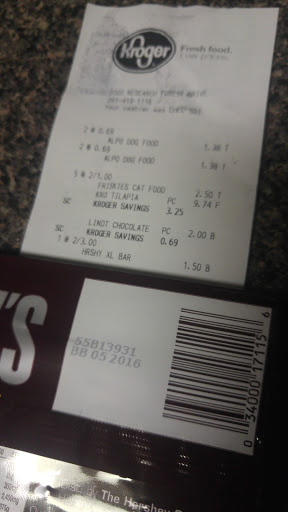 Kroger
Fresh food.
Low prices.
2 @ 0.69
ALPO DOG FOOD 1.38 T
2 @ 0.69
ALPO DOG FOOD 1.38 T
5 @ 2/1.00
FRISKIES CAT FOOD 2.50 T
KRO TILAPIA PC 9.74 F
SC KROGER SAVINGS 3.25
LINDT CHOCOLATE PC 2.00 B
SC KROGER SAVINGS 0.69
1 @ 2/3.00
HRSHY XL BAR 1.50 B
'S
55B13931
BB 05 2016
0 34000 17115 6
The Hershey